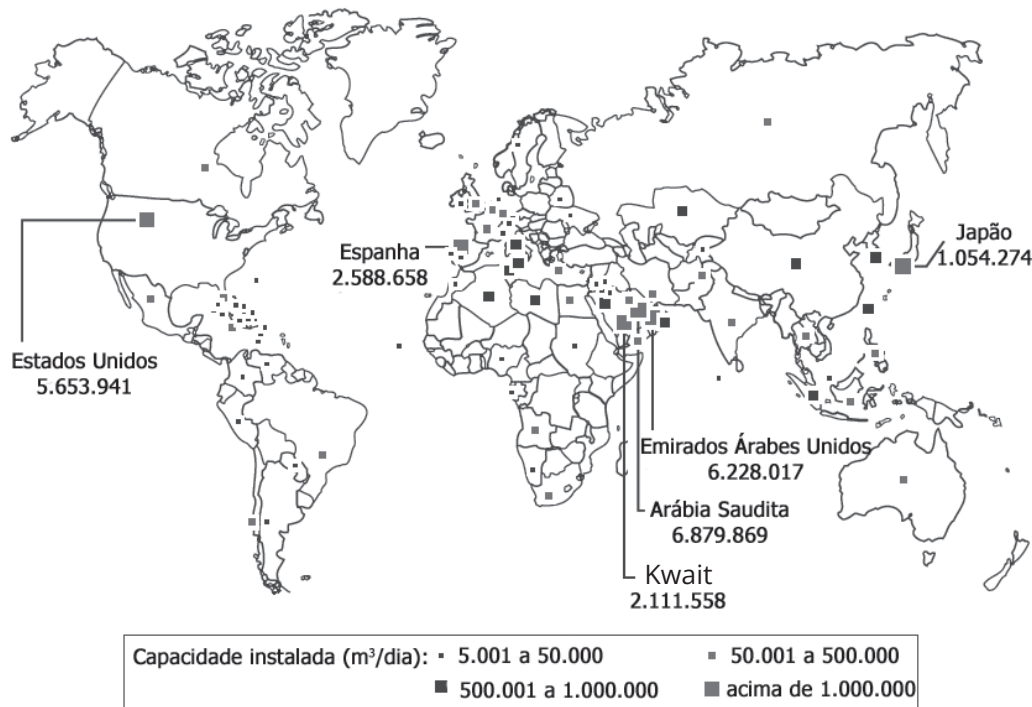 Espanha
2.588.658
Japão
1.054.274
Estados Unidos
5.653.941
Emirados Árabes Unidos
6.228.017
Arábia Saudita
6.879.869
Kwait
2.111.558
Capacidade instalada (m³/dia): 5.001 a 50.000 50.001 a 500.000
500.001 a 1.000.000 acima de 1.000.000